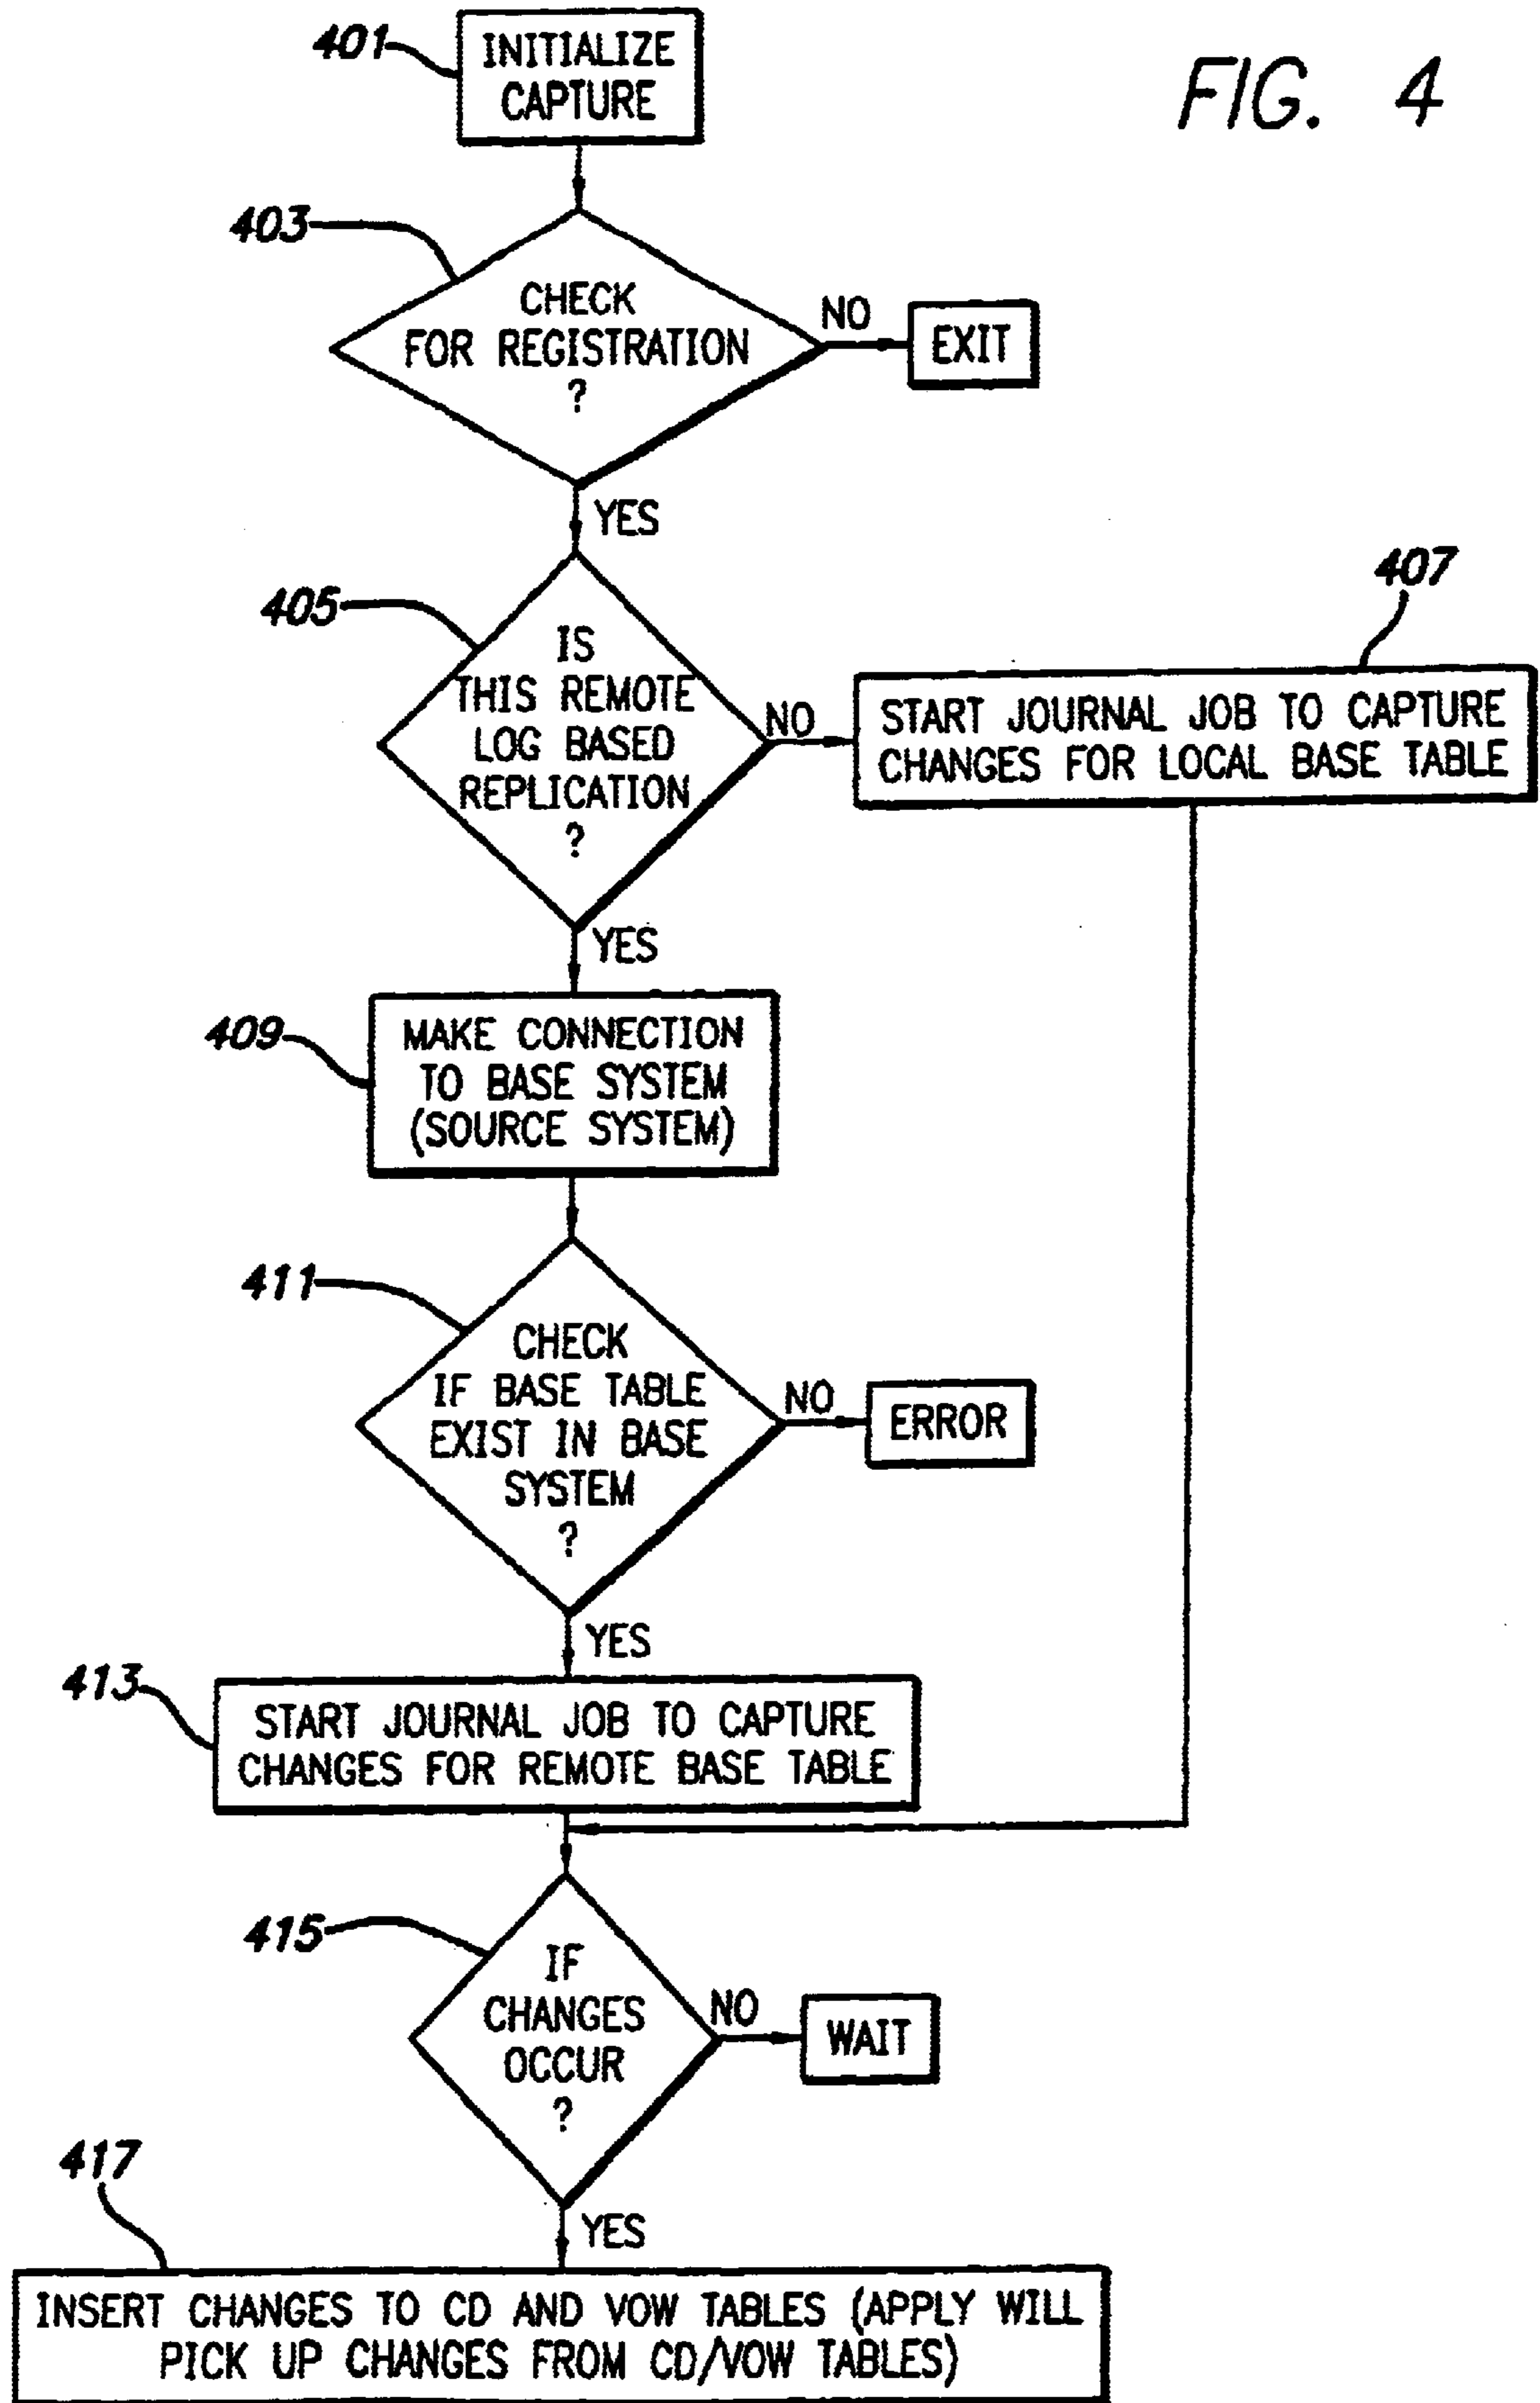 FIG. 4
401
INITIALIZE
CAPTURE
403
CHECK
FOR REGISTRATION
?
NO
EXIT
YES
405
IS
THIS REMOTE
LOG BASED
REPLICATION
?
NO
407
START JOURNAL JOB TO CAPTURE
CHANGES FOR LOCAL BASE TABLE
YES
409
MAKE CONNECTION
TO BASE SYSTEM
(SOURCE SYSTEM)
411
CHECK
IF BASE TABLE
EXIST IN BASE
SYSTEM
?
NO
ERROR
YES
413
START JOURNAL JOB TO CAPTURE
CHANGES FOR REMOTE BASE TABLE
415
IF
CHANGES
OCCUR
?
NO
WAIT
YES
417
INSERT CHANGES TO CD AND VOW TABLES (APPLY WILL
PICK UP CHANGES FROM CD/VOW TABLES)